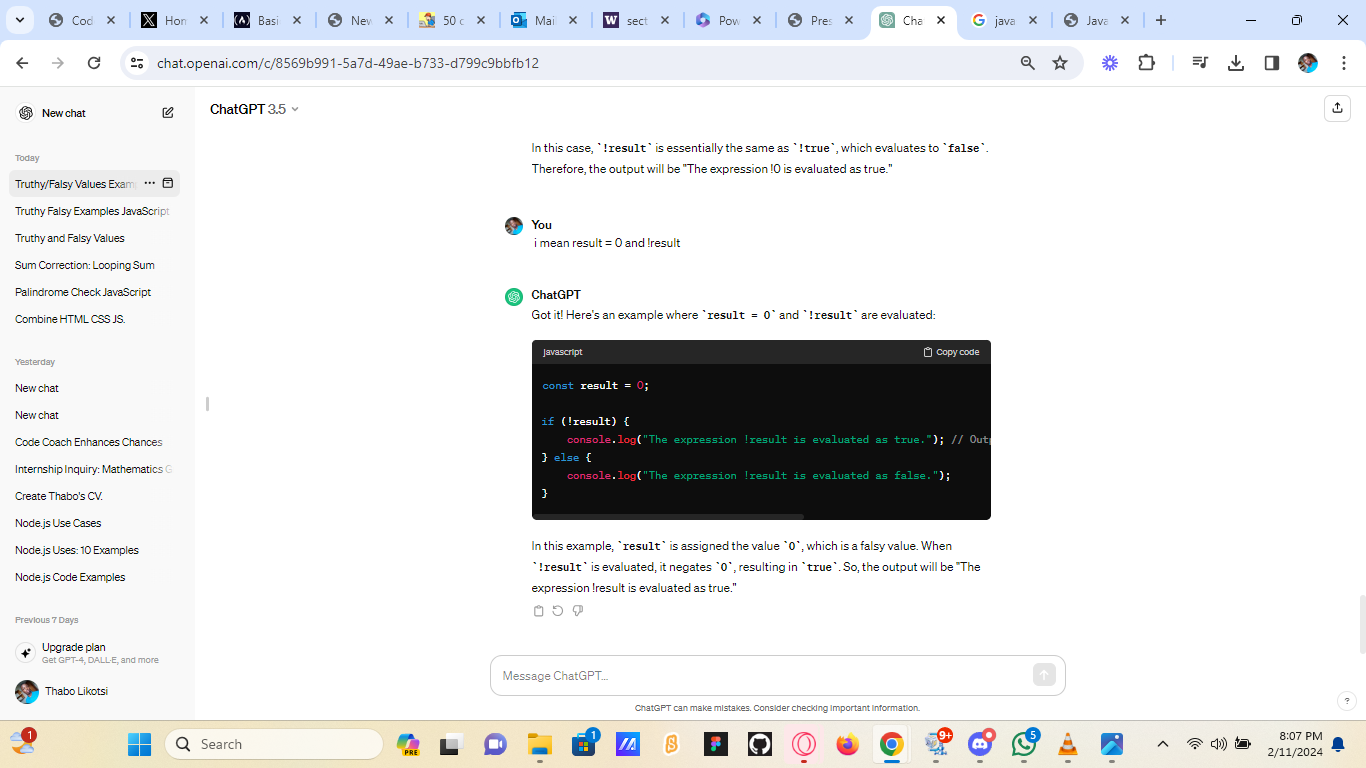 Cod
Hon
Basi
New
50 c
Mai
sect
Pow
Pres
Cha
java
Java
chat.openai.com/c/8569b991-5a7d-49ae-b733-d799c9bbfb12
New chat
ChatGPT 3.5
Today
Truthy/Falsy Values Exam
Truthy Falsy Examples JavaScript
Truthy and Falsy Values
Sum Correction: Looping Sum
Palindrome Check JavaScript
Combine HTML CSS JS.
Yesterday
New chat
New chat
Code Coach Enhances Chances
Internship Inquiry: Mathematics G
Create Thabo's CV.
Node.js Use Cases
Node.js Uses: 10 Examples
Node.js Code Examples
Previous 7 Days
Upgrade plan
Get GPT-4, DALL·E, and more
Thabo Likotsi
In this case, `!result` is essentially the same as `!true`, which evaluates to `false`.
Therefore, the output will be "The expression !0 is evaluated as true."
You
i mean result = 0 and !result
ChatGPT
Got it! Here's an example where `result = 0` and `!result` are evaluated:
javascript
Copy code
const result = 0;
if (!result) {
console.log("The expression !result is evaluated as true."); // Outp
} else {
console.log("The expression !result is evaluated as false.");
}
In this example, `result` is assigned the value `0`, which is a falsy value. When
`!result` is evaluated, it negates `0`, resulting in `true`. So, the output will be "The
expression !result is evaluated as true."
Message ChatGPT...
ChatGPT can make mistakes. Consider checking important information.
?
1
Search
PRE
1
9+
5
8:07 PM
2/11/2024